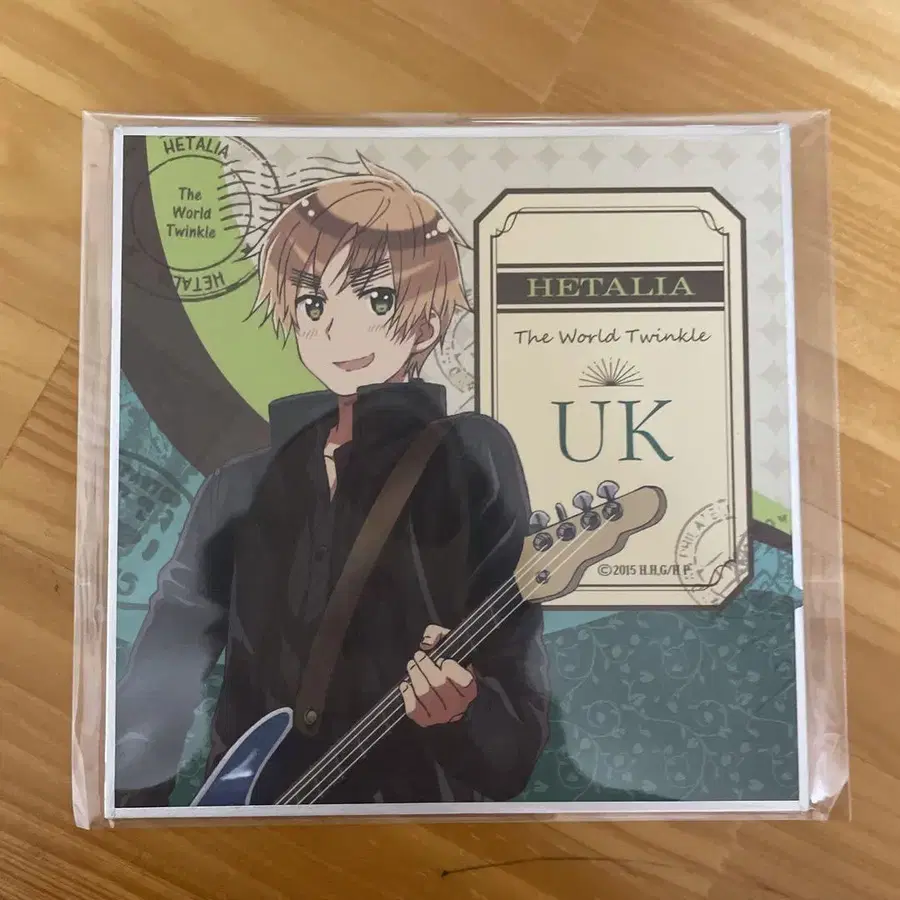 HETALIA
The
World
Twinkle
HETALIA
HETALIA
The World Twinkle
UK
©2015 H.H,G/H.P